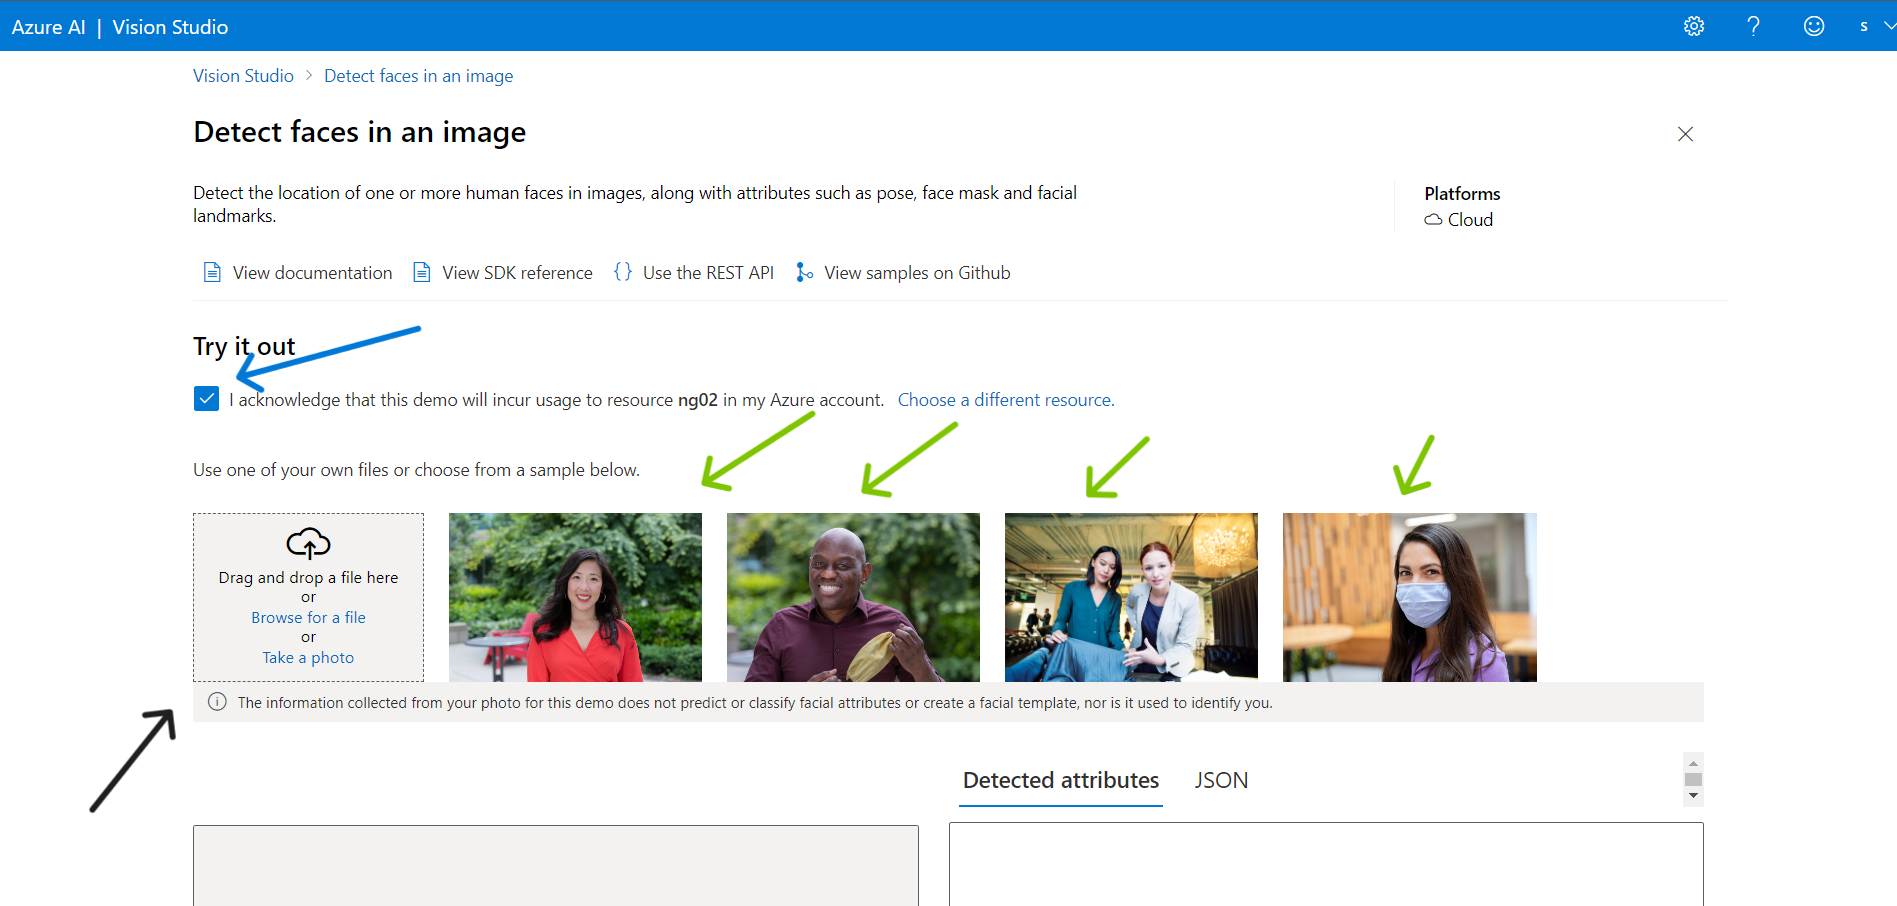 Azure AI | Vision Studio
s
Vision Studio > Detect faces in an image
Detect faces in an image
Detect the location of one or more human faces in images, along with attributes such as pose, face mask and facial
landmarks.
Platforms
Cloud
View documentation
View SDK reference
{} Use the REST API
View samples on Github
Try it out
I acknowledge that this demo will incur usage to resource ng02 in my Azure account. Choose a different resource.
Use one of your own files or choose from a sample below.
Drag and drop a file here
or
Browse for a file
or
Take a photo
The information collected from your photo for this demo does not predict or classify facial attributes or create a facial template, nor is it used to identify you.
Detected attributes
JSON